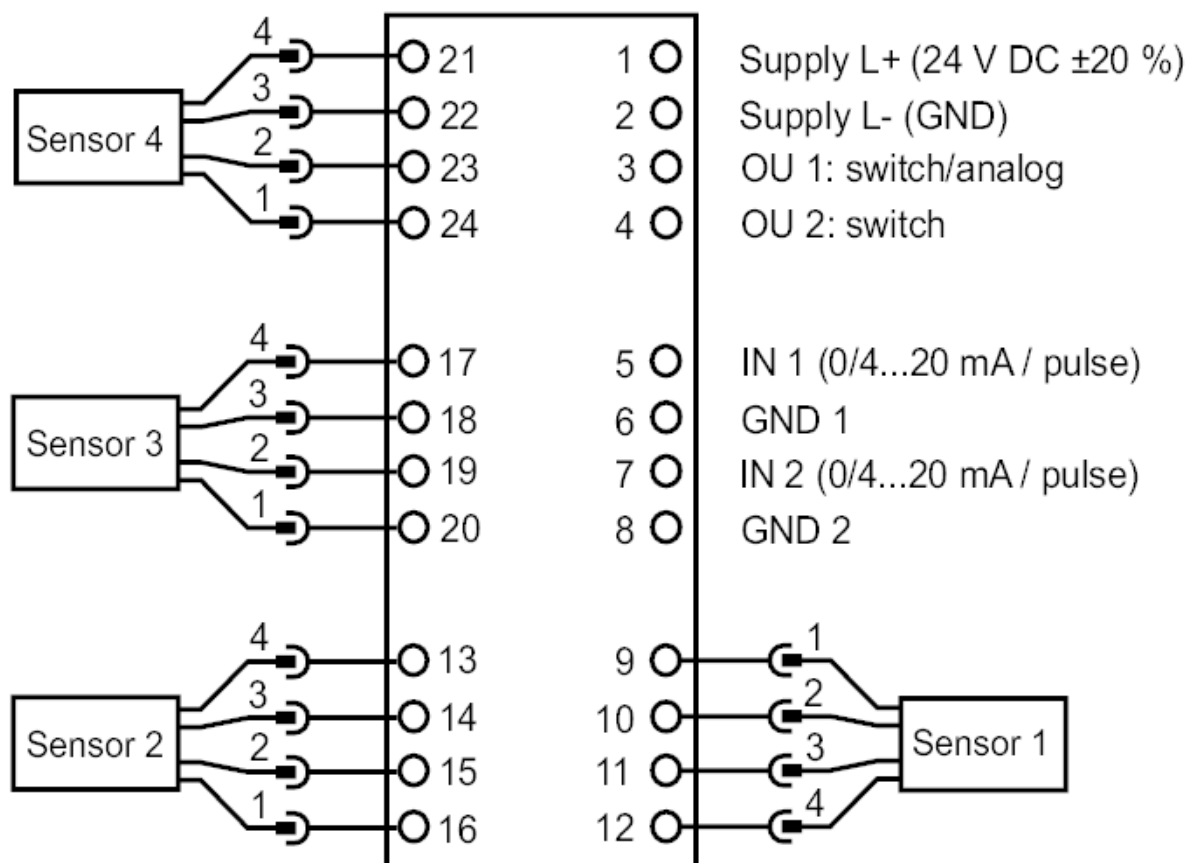 4 21 1 Supply L+ (24 V DC ±20 %)
3 22 2 Supply L- (GND)
Sensor 4
2 23 3 OU 1: switch/analog
1 24 4 OU 2: switch
4 17 5 IN 1 (0/4...20 mA / pulse)
3 18 6 GND 1
Sensor 3
2 19 7 IN 2 (0/4...20 mA / pulse)
1 20 8 GND 2
4 13 9 1
3 14 10 2
Sensor 2 Sensor 1
2 15 11 3
1 16 12 4